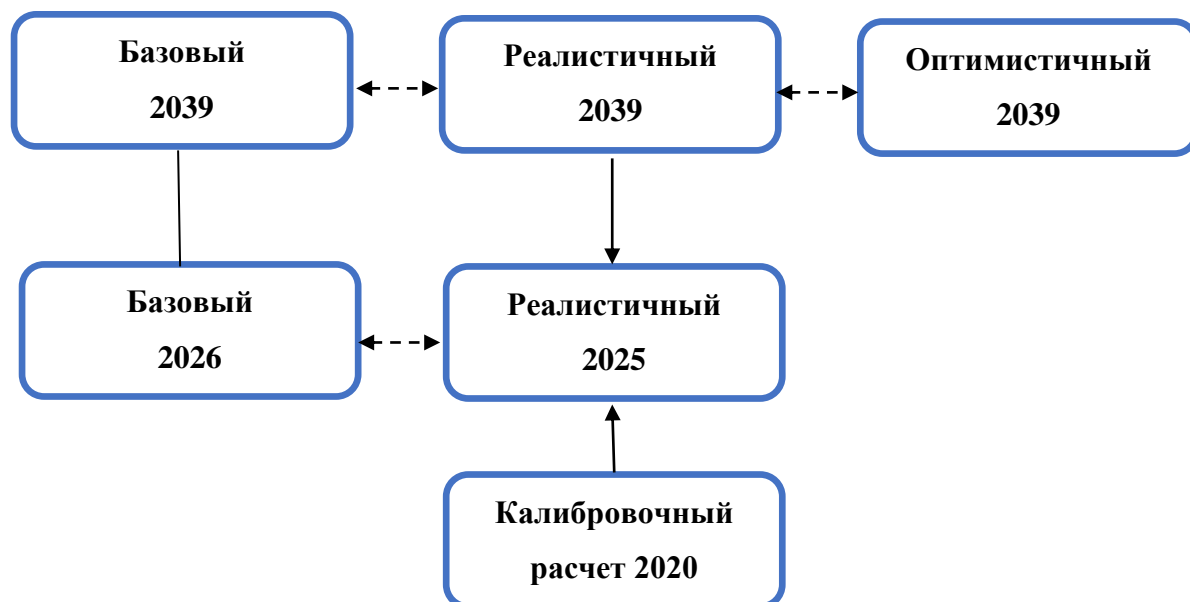 Базовый
2039
Реалистичный
2039
Оптимистичный
2039
Базовый
2026
Реалистичный
2025
Калибровочный
расчет 2020